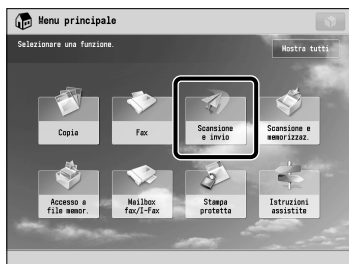 Menu principale
Selezionare una funzione.
Mostra tutti
Copia
Fax
Scansione
e invio
Scansione e
memorizzaz.
Accesso a
file memor.
Mailbox
fax/I-Fax
Stampa
protetta
Istruzioni
assistite